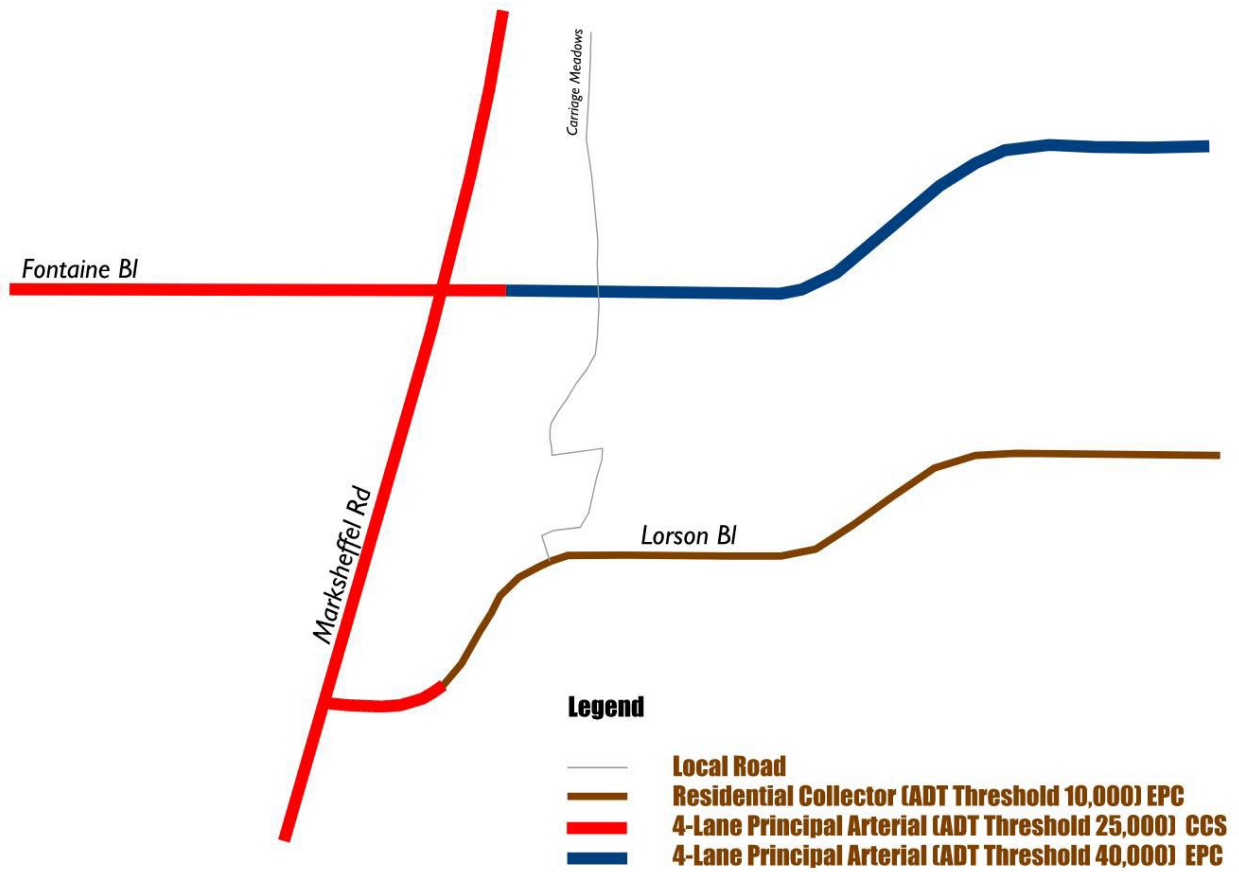 Carriage Meadows
Fontaine Bl
Marksheffel Rd
Lorson Bl
Legend
Local Road
Residential Collector (ADT Threshold 10,000) EPC
4-Lane Principal Arterial (ADT Threshold 25,000) CCS
4-Lane Principal Arterial (ADT Threshold 40,000) EPC